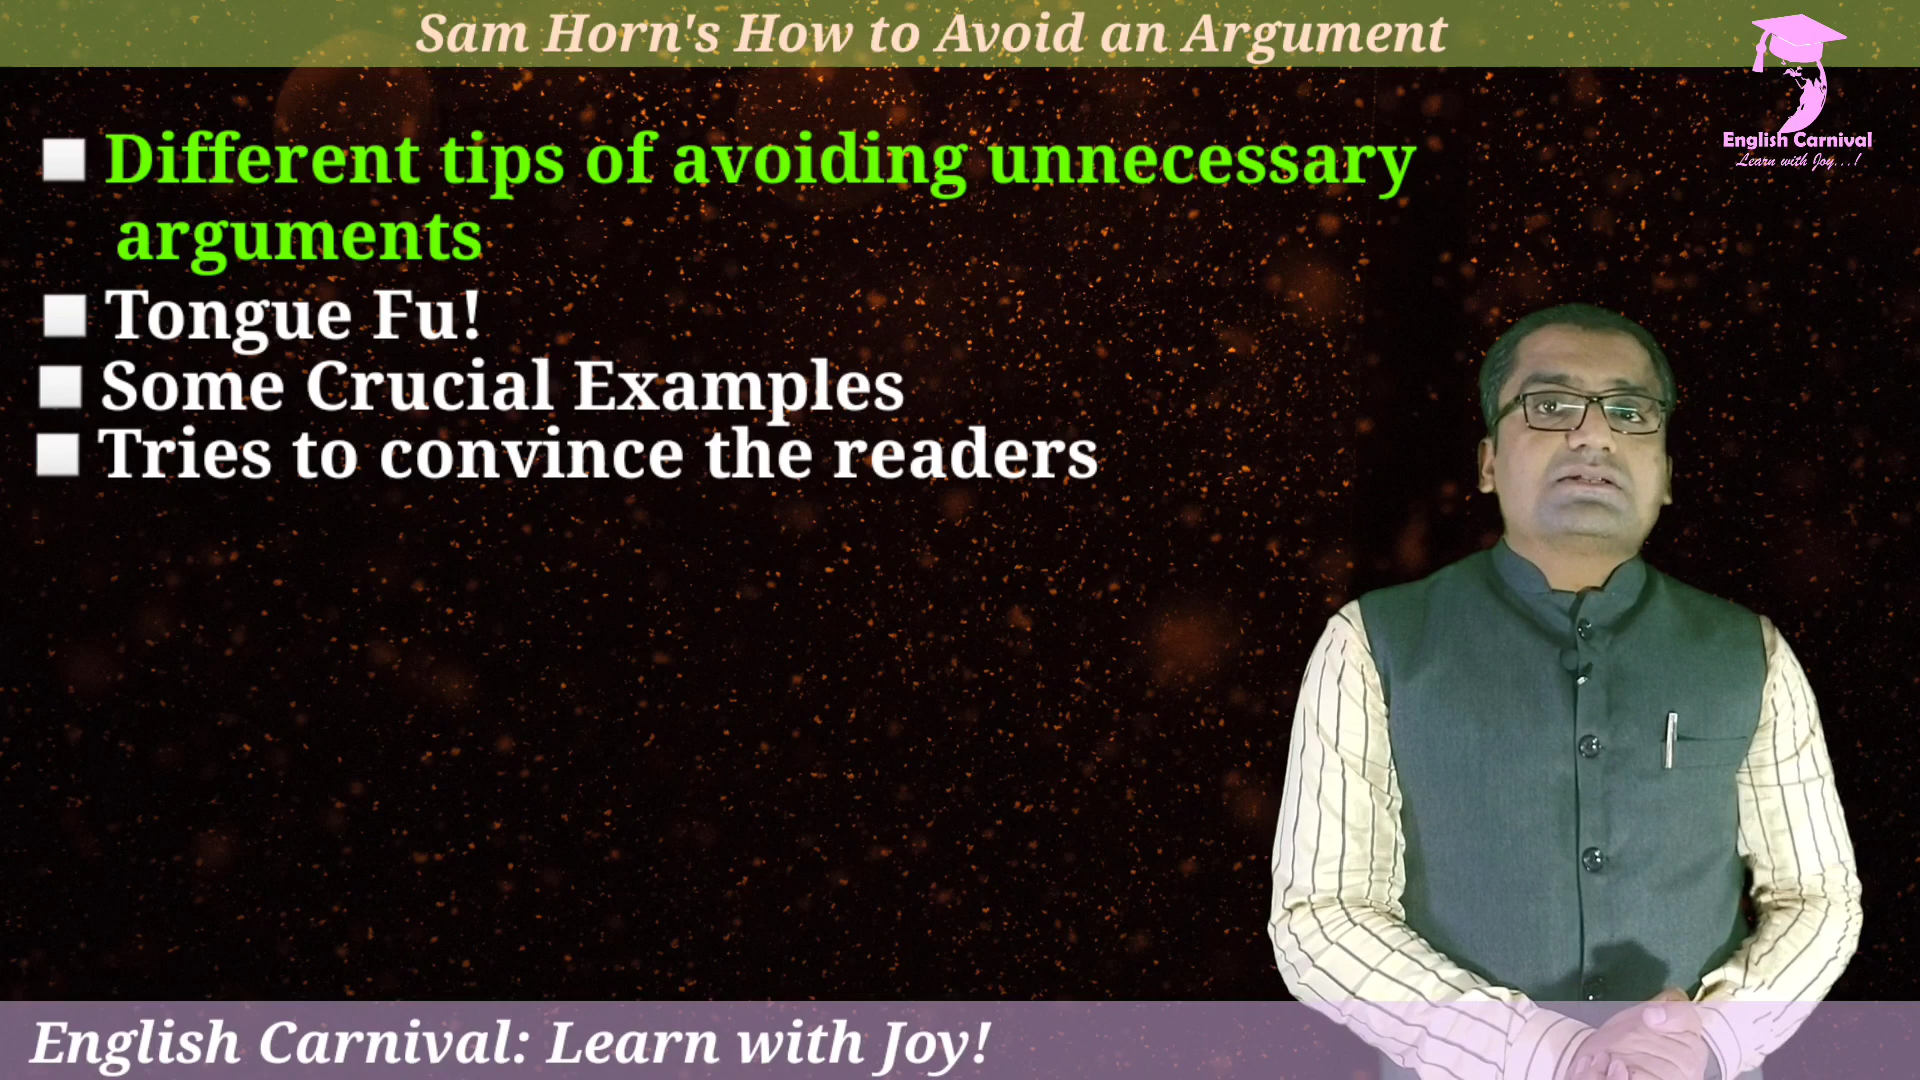 Sam Horn's How to Avoid an Argument
English Carnival
Learn with Joy...!
Different tips of avoiding unnecessary
arguments
Tongue Fu!
Some Crucial Examples
Tries to convince the readers
English Carnival: Learn with Joy!